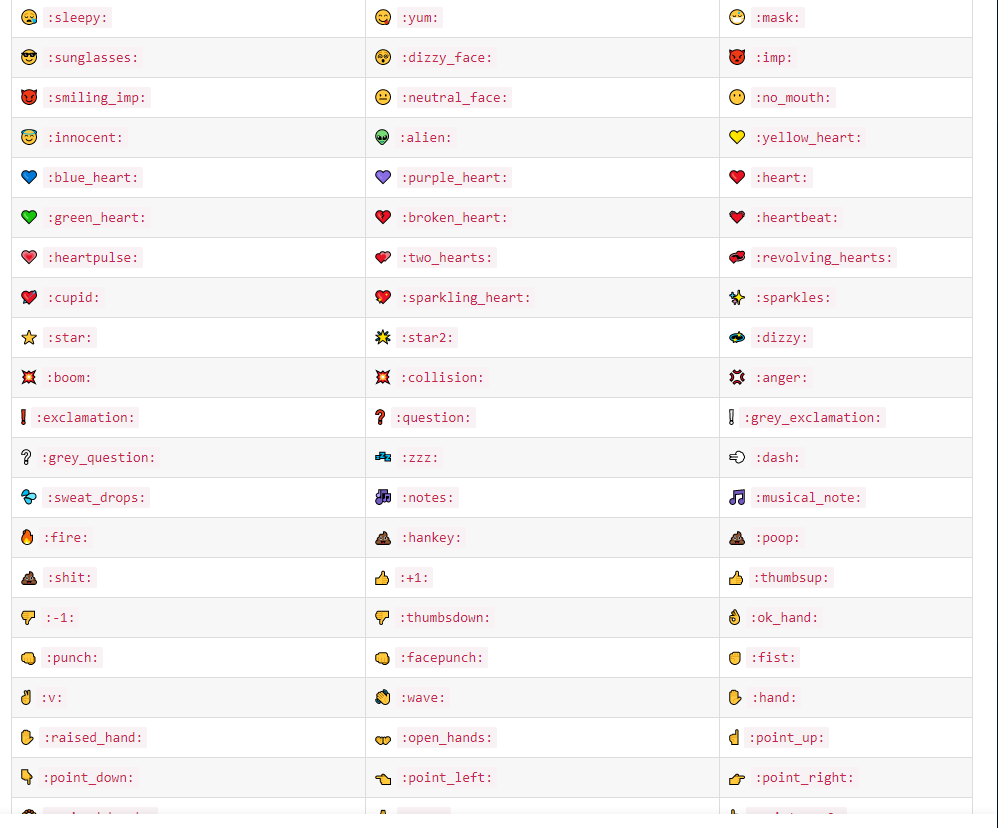 :sleepy: :yum: :mask:
:sunglasses: :dizzy_face: :imp:
:smiling_imp: :neutral_face: :no_mouth:
:innocent: :alien: :yellow_heart:
:blue_heart: :purple_heart: :heart:
:green_heart: :broken_heart: :heartbeat:
:heartpulse: :two_hearts: :revolving_hearts:
:cupid: :sparkling_heart: :sparkles:
:star: :star2: :dizzy:
:boom: :collision: :anger:
:exclamation: :question: :grey_exclamation:
:grey_question: :zzz: :dash:
:sweat_drops: :notes: :musical_note:
:fire: :hankey: :poop:
:shit: :+1: :thumbsup:
:-1: :thumbsdown: :ok_hand:
:punch: :facepunch: :fist:
:v: :wave: :hand:
:raised_hand: :open_hands: :point_up:
:point_down: :point_left: :point_right: